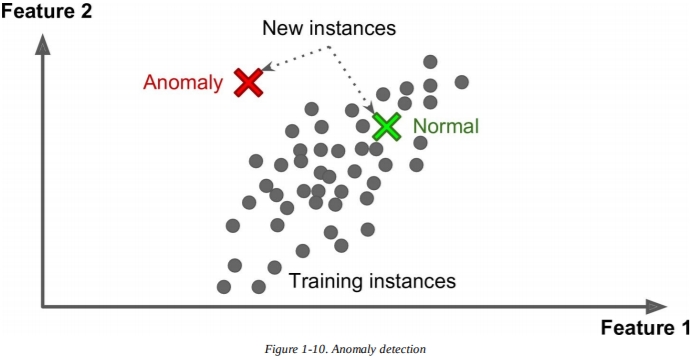 Feature 2
New instances
Anomaly
Normal
Training instances
Feature 1
Figure 1-10. Anomaly detection